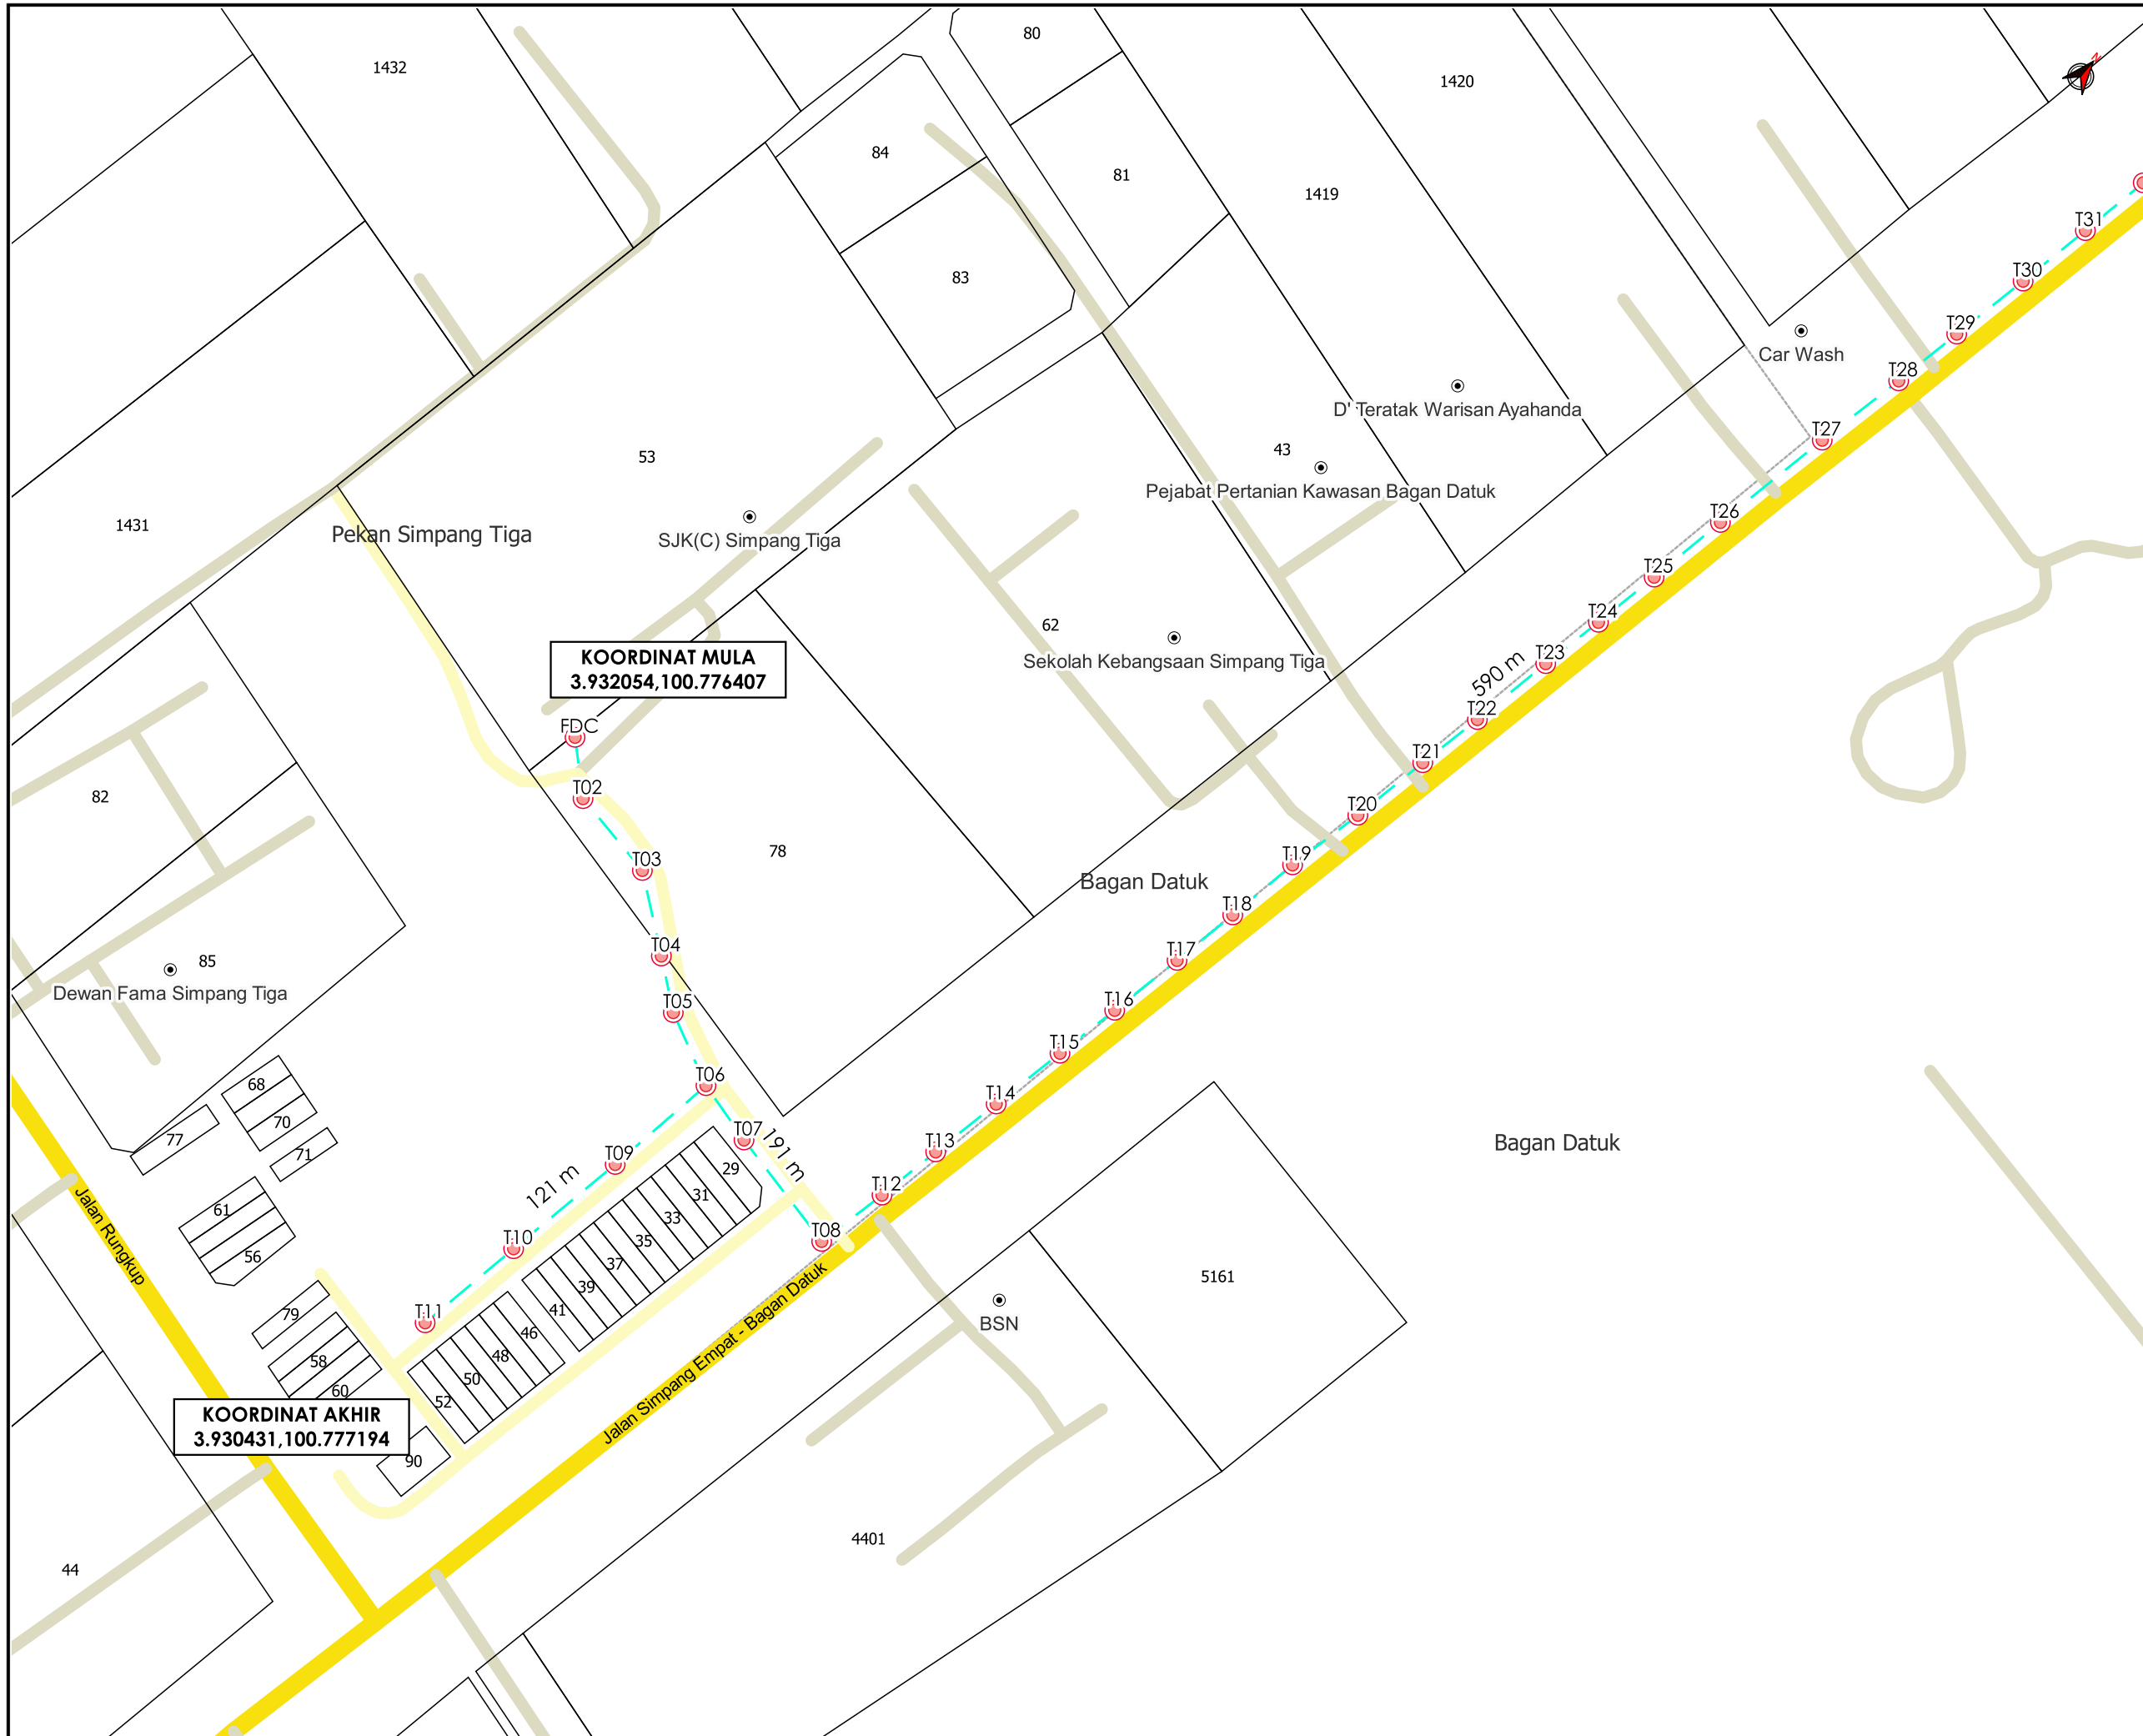 80
1432
1420
84
81
1419
N
T31
83
T30
T29
Car Wash
T28
D' Teratak Warisan Ayahanda
T27
53
43
Pejabat Pertanian Kawasan Bagan Datuk
1431
Pekan Simpang Tiga
SJK(C) Simpang Tiga
T26
T25
62
T24
KOORDINAT MULA
3.932054,100.776407
Sekolah Kebangsaan Simpang Tiga
T23
590 m
T22
FDC
T21
82
T02
T20
78
T03
T19
Bagan Datuk
T18
T04
T17
85
Dewan Fama Simpang Tiga
T05
T16
T15
T06
68
T14
70
77
T07
191 m
T13
Bagan Datuk
71
T09
29
121 m
T12
31
61
33
Jalan Rungkup
T10
T08
35
56
37
5161
39
79
T11
41
BSN
46
Jalan Simpang Empat - Bagan Datuk
48
58
50
60
52
KOORDINAT AKHIR
3.930431,100.777194
90
4401
44